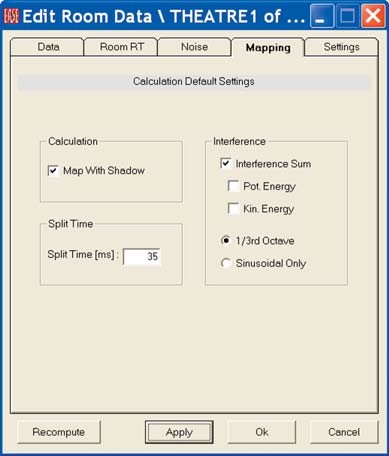 EASE Edit Room Data \ THEATRE1 of ...
Data Room RT Noise Mapping Settings
Calculation Default Settings
Calculation
Map With Shadow
Split Time
Split Time [ms] : 35
Interference
Interference Sum
Pot. Energy
Kin. Energy
1/3rd Octave
Sinusoidal Only
Recompute Apply Ok Cancel